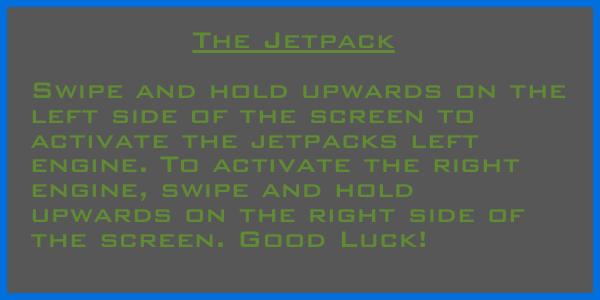 The Jetpack
Swipe and hold upwards on the
left side of the screen to
activate the jetpacks left
engine. To activate the right
engine, swipe and hold
upwards on the right side of
the screen. Good Luck!